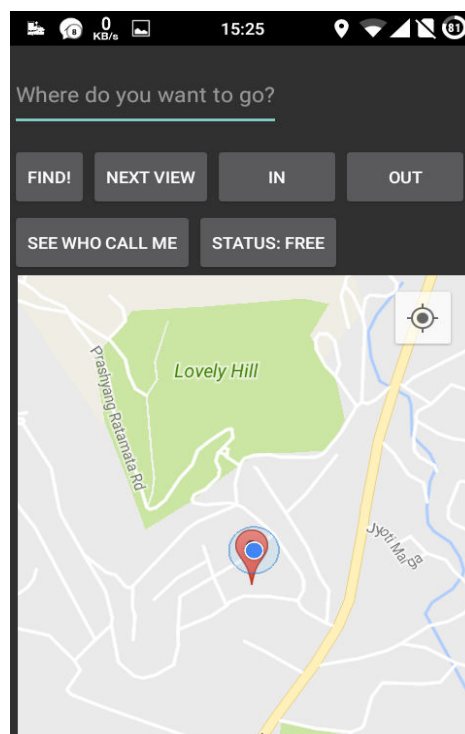 0
KB/s
15:25
81
Where do you want to go?
FIND! NEXT VIEW IN OUT
SEE WHO CALL ME STATUS: FREE
Lovely Hill
Prashyang Ratamata Rd
Jyoti Marga